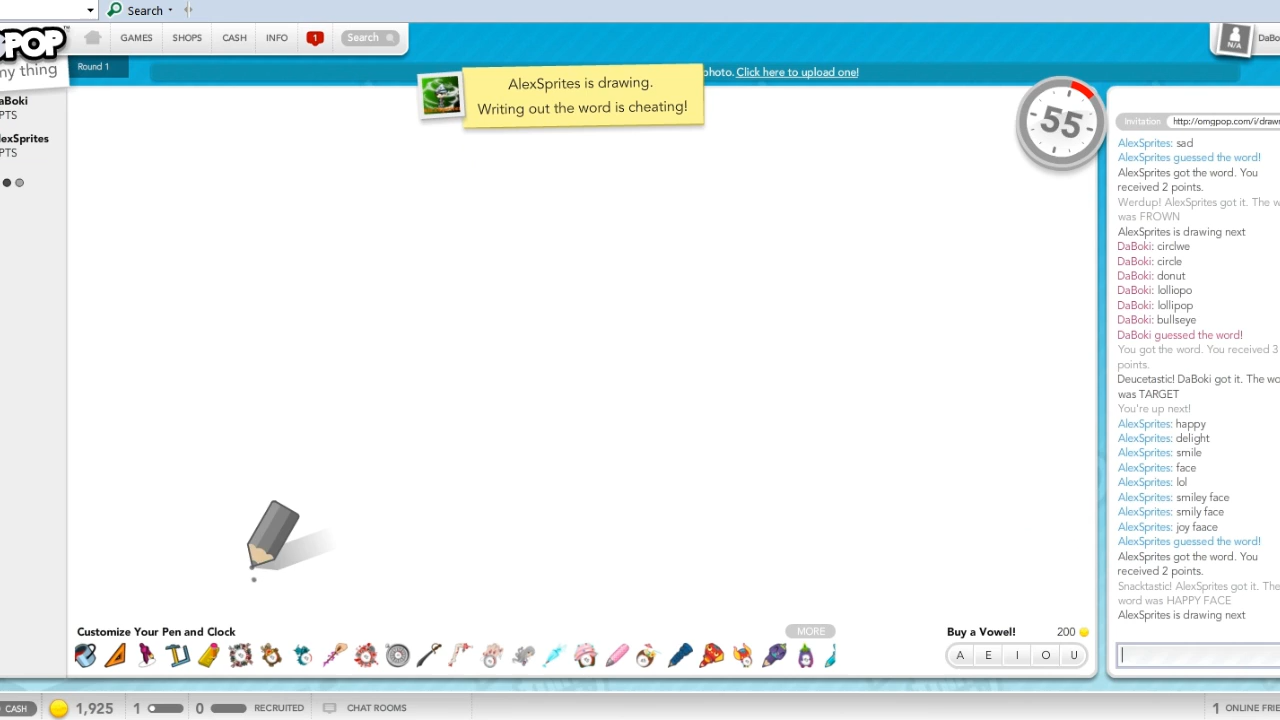 Search
POP™
my thing
GAMES
SHOPS
CASH
INFO
1
Search
N/A
DaBo
Round 1
photo. Click here to upload one!
AlexSprites is drawing.
Writing out the word is cheating!
55
aBoki
PTS
lexSprites
PTS
Invitation
http://omgpop.com/i/draw
AlexSprites: sad
AlexSprites guessed the word!
AlexSprites got the word. You
received 2 points.
Werdup! AlexSprites got it. The w
was FROWN
AlexSprites is drawing next
DaBoki: circlwe
DaBoki: circle
DaBoki: donut
DaBoki: lolliopo
DaBoki: lollipop
DaBoki: bullseye
DaBoki guessed the word!
You got the word. You received 3
points.
Deucetastic! DaBoki got it. The wo
was TARGET
You're up next!
AlexSprites: happy
AlexSprites: delight
AlexSprites: smile
AlexSprites: face
AlexSprites: lol
AlexSprites: smiley face
AlexSprites: smily face
AlexSprites: joy faace
AlexSprites guessed the word!
AlexSprites got the word. You
received 2 points.
Snacktastic! AlexSprites got it. The
word was HAPPY FACE
AlexSprites is drawing next
Customize Your Pen and Clock
MORE
Buy a Vowel!
200
A E I O U
CASH
1,925
1
0
RECRUITED
CHAT ROOMS
1 ONLINE FRIE